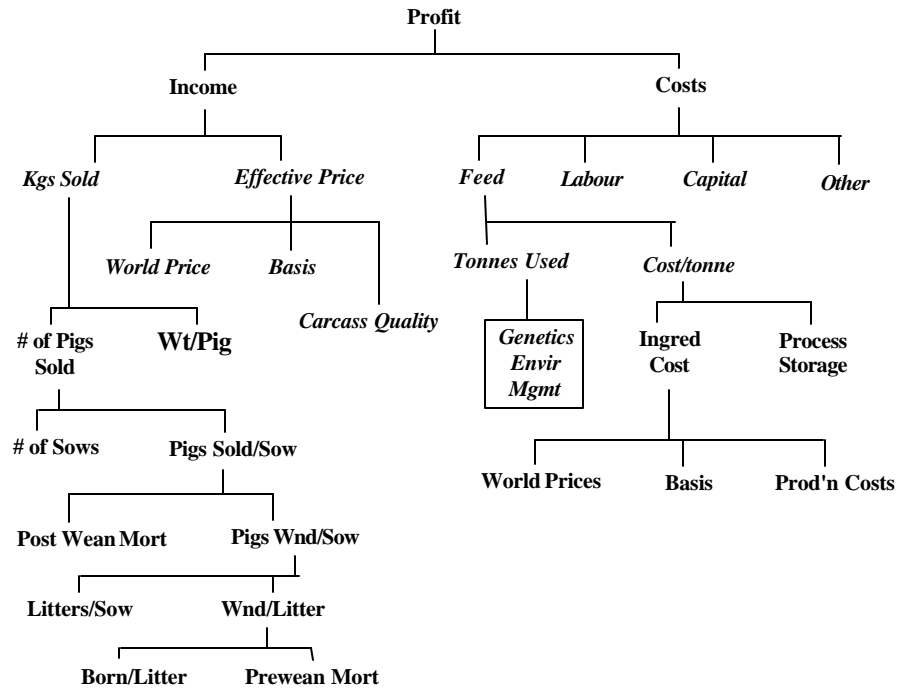 Profit
Income
Costs
Kgs Sold
Effective Price
Feed
Labour
Capital
Other
World Price
Basis
Carcass Quality
Tonnes Used
Cost/tonne
# of Pigs
Sold
Wt/Pig
Genetics
Envir
Mgmt
Ingred
Cost
Process
Storage
# of Sows
Pigs Sold/Sow
World Prices
Basis
Prod'n Costs
Post Wean Mort
Pigs Wnd/Sow
Litters/Sow
Wnd/Litter
Born/Litter
Prewean Mort